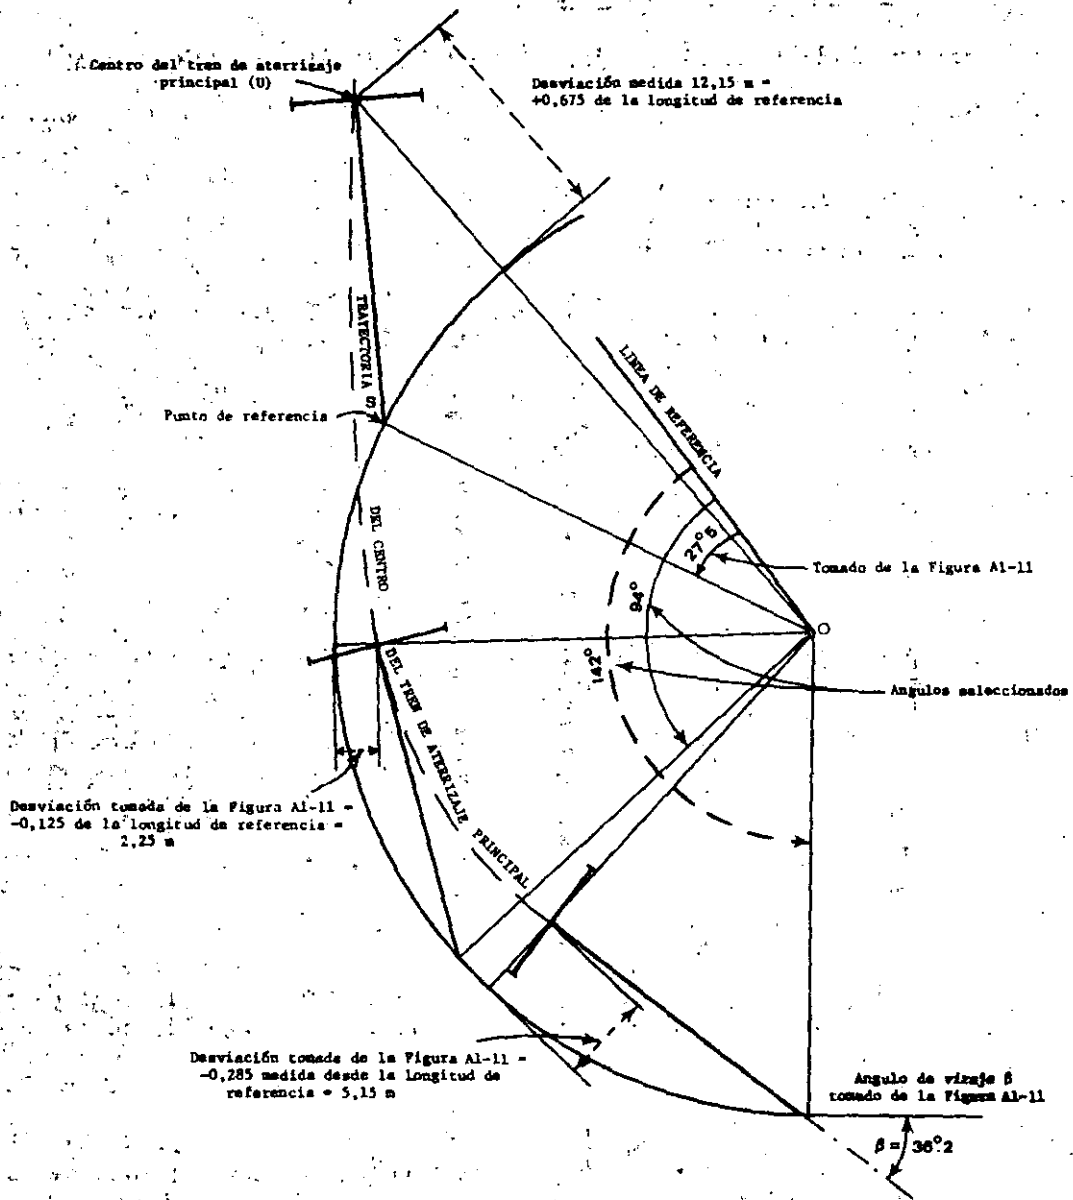 Centro del tren de aterrizaje
principal (U)
Desviación medida 12,15 m =
+0,675 de la longitud de referencia
TRAYECTORIA S
LINEA DE REFERENCIA
Punto de referencia
27°5
Tomado de la Figura A1-11
DEL CENTRO
94°
O
142°
DEL TREN DE ATERRIZAJE PRINCIPAL
Angulos seleccionados
Desviación tomada de la Figura A1-11 =
-0,125 de la longitud de referencia =
2,25 m
Desviación tomada de la Figura A1-11 =
-0,285 medida desde la longitud de
referencia = 5,15 m
Angulo de viraje β
tomado de la Figura A1-11
β = 36°.2